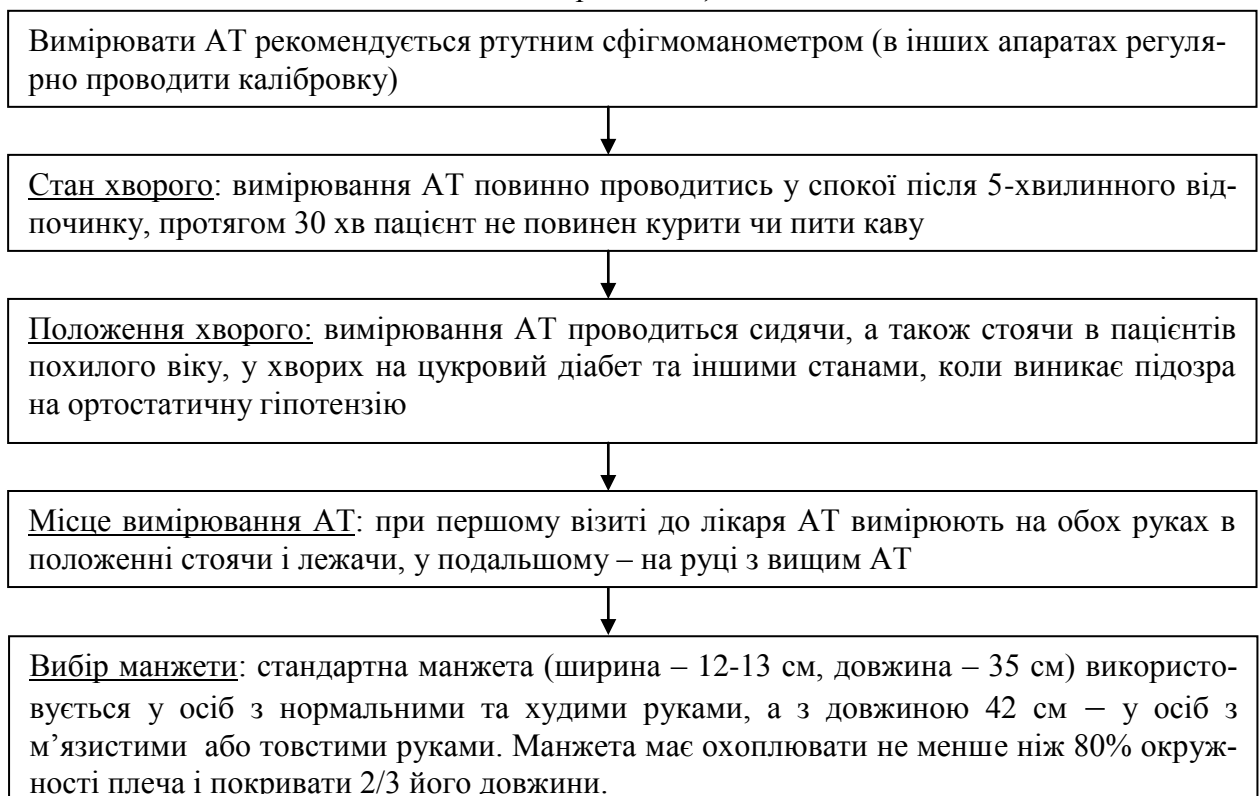 Вимірювати АТ рекомендується ртутним сфігмоманометром (в інших апаратах регуля-
рно проводити калібровку)
Стан хворого: вимірювання АТ повинно проводитись у спокої після 5-хвилинного від-
починку, протягом 30 хв пацієнт не повинен курити чи пити каву
Положення хворого: вимірювання АТ проводиться сидячи, а також стоячи в пацієнтів
похилого віку, у хворих на цукровий діабет та іншими станами, коли виникає підозра
на ортостатичну гіпотензію
Місце вимірювання АТ: при першому візиті до лікаря АТ вимірюють на обох руках в
положенні стоячи і лежачи, у подальшому – на руці з вищим АТ
Вибір манжети: стандартна манжета (ширина – 12-13 см, довжина – 35 см) використо-
вується у осіб з нормальними та худими руками, а з довжиною 42 см – у осіб з
м’язистими або товстими руками. Манжета має охоплювати не менше ніж 80% окруж-
ності плеча і покривати 2/3 його довжини.